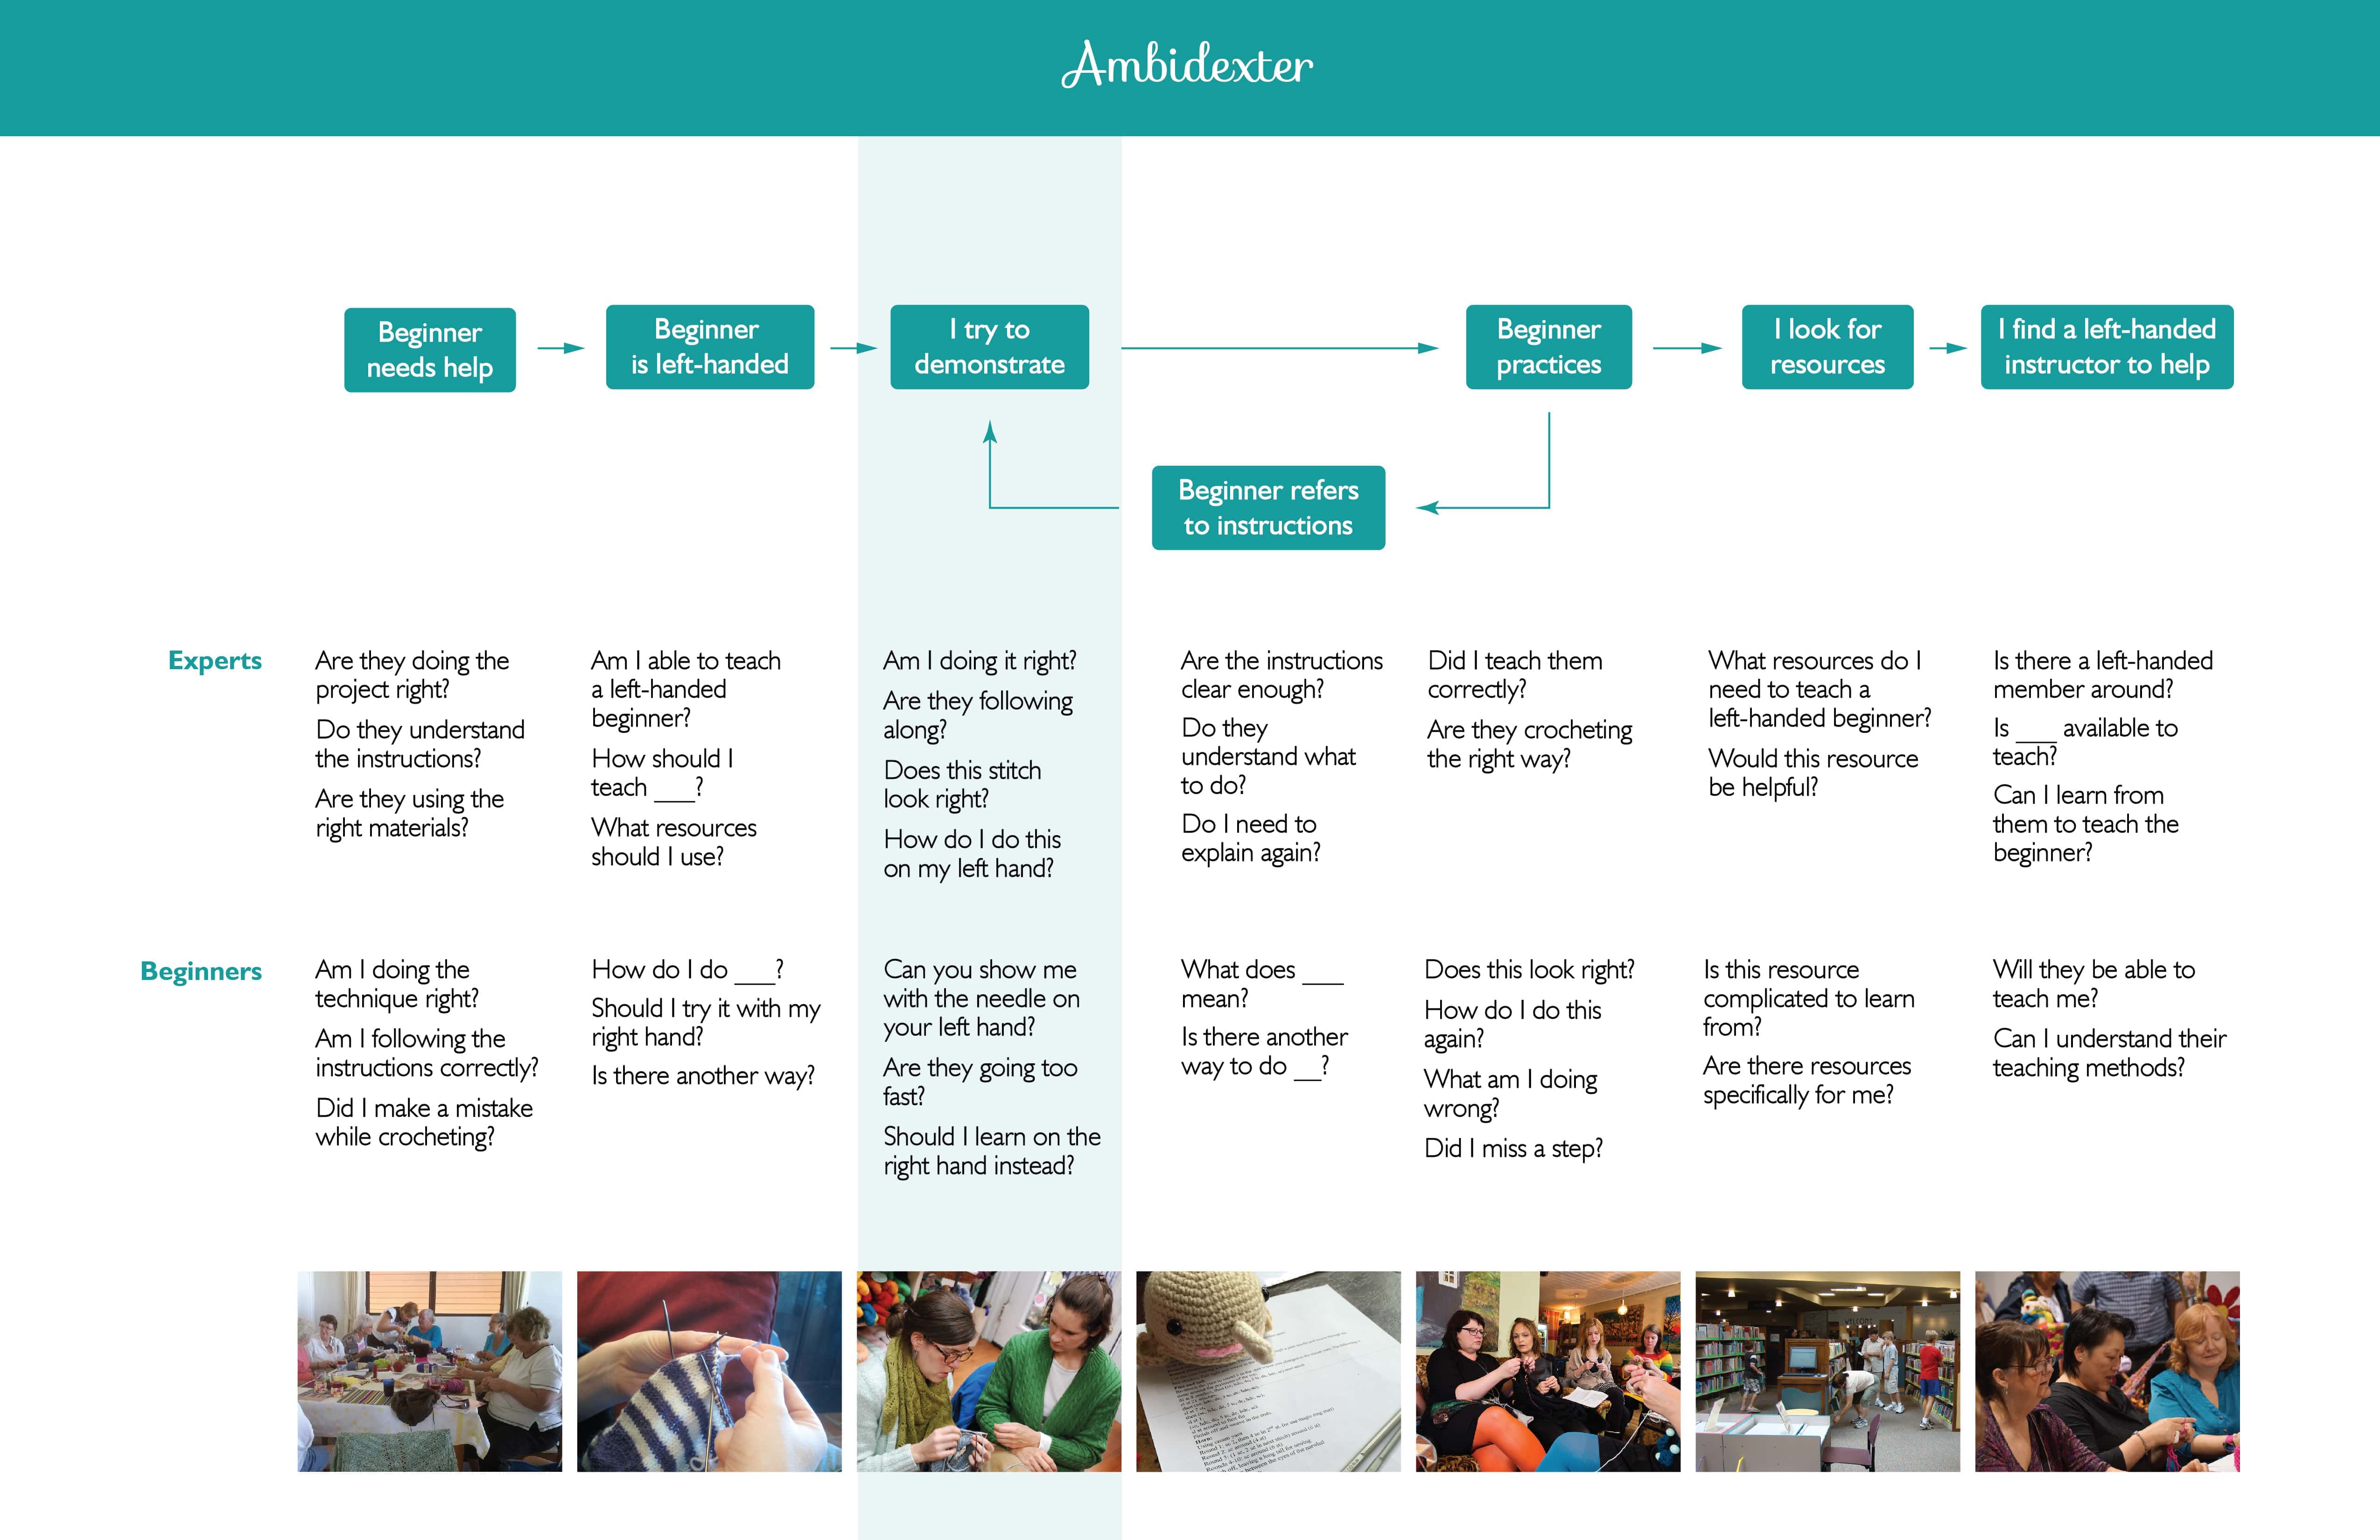 Ambidexter
Beginner
needs help
Beginner
is left-handed
I try to
demonstrate
Beginner
practices
I look for
resources
I find a left-handed
instructor to help
Beginner refers
to instructions
Experts
Are they doing the
project right?
Do they understand
the instructions?
Are they using the
right materials?
Am I able to teach
a left-handed
beginner?
How should I
teach ___?
What resources
should I use?
Am I doing it right?
Are they following
along?
Does this stitch
look right?
How do I do this
on my left hand?
Are the instructions
clear enough?
Do they
understand what
to do?
Do I need to
explain again?
Did I teach them
correctly?
Are they crocheting
the right way?
What resources do I
need to teach a
left-handed beginner?
Would this resource
be helpful?
Is there a left-handed
member around?
Is ___ available to
teach?
Can I learn from
them to teach the
beginner?
Beginners
Am I doing the
technique right?
Am I following the
instructions correctly?
Did I make a mistake
while crocheting?
How do I do ___?
Should I try it with my
right hand?
Is there another way?
Can you show me
with the needle on
your left hand?
Are they going too
fast?
Should I learn on the
right hand instead?
What does ___
mean?
Is there another
way to do __?
Does this look right?
How do I do this
again?
What am I doing
wrong?
Did I miss a step?
Is this resource
complicated to learn
from?
Are there resources
specifically for me?
Will they be able to
teach me?
Can I understand their
teaching methods?